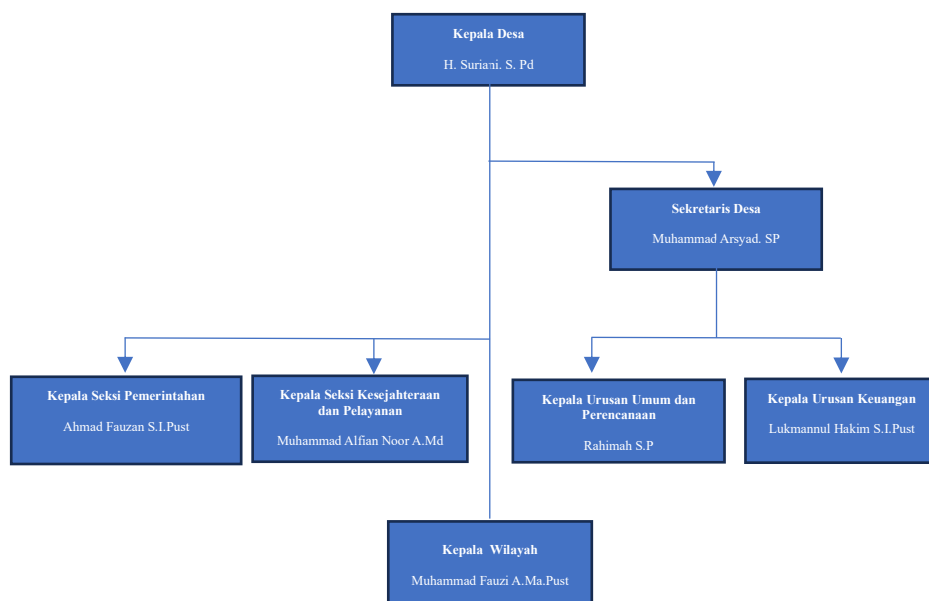 Kepala Desa
H. Suriani. S. Pd
Sekretaris Desa
Muhammad Arsyad. SP
Kepala Seksi Pemerintahan
Ahmad Fauzan S.I.Pust
Kepala Seksi Kesejahteraan
dan Pelayanan
Muhammad Alfian Noor A.Md
Kepala Urusan Umum dan
Perencanaan
Rahimah S.P
Kepala Urusan Keuangan
Lukmannul Hakim S.I.Pust
Kepala Wilayah
Muhammad Fauzi A.Ma.Pust